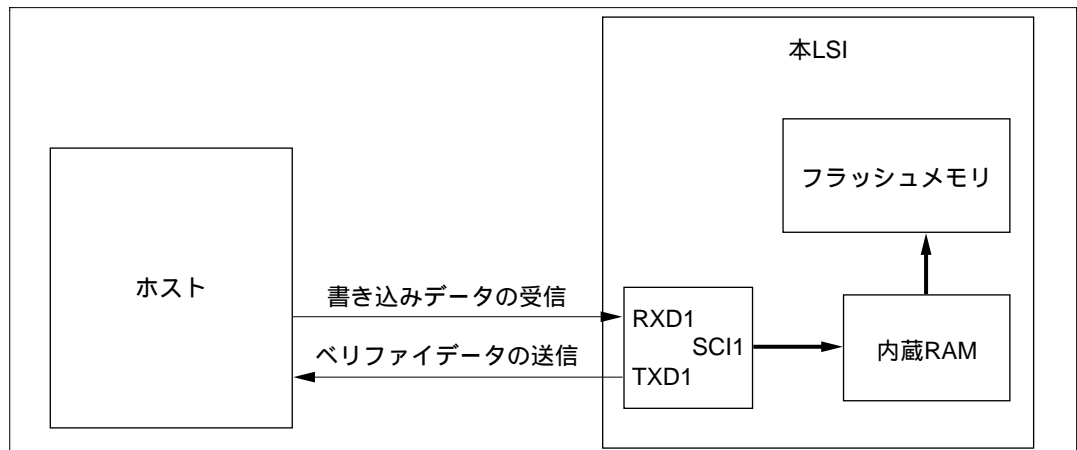 本LSI
フラッシュメモリ
ホスト
書き込みデータの受信
RXD1
SCI1
内蔵RAM
ベリファイデータの送信
TXD1